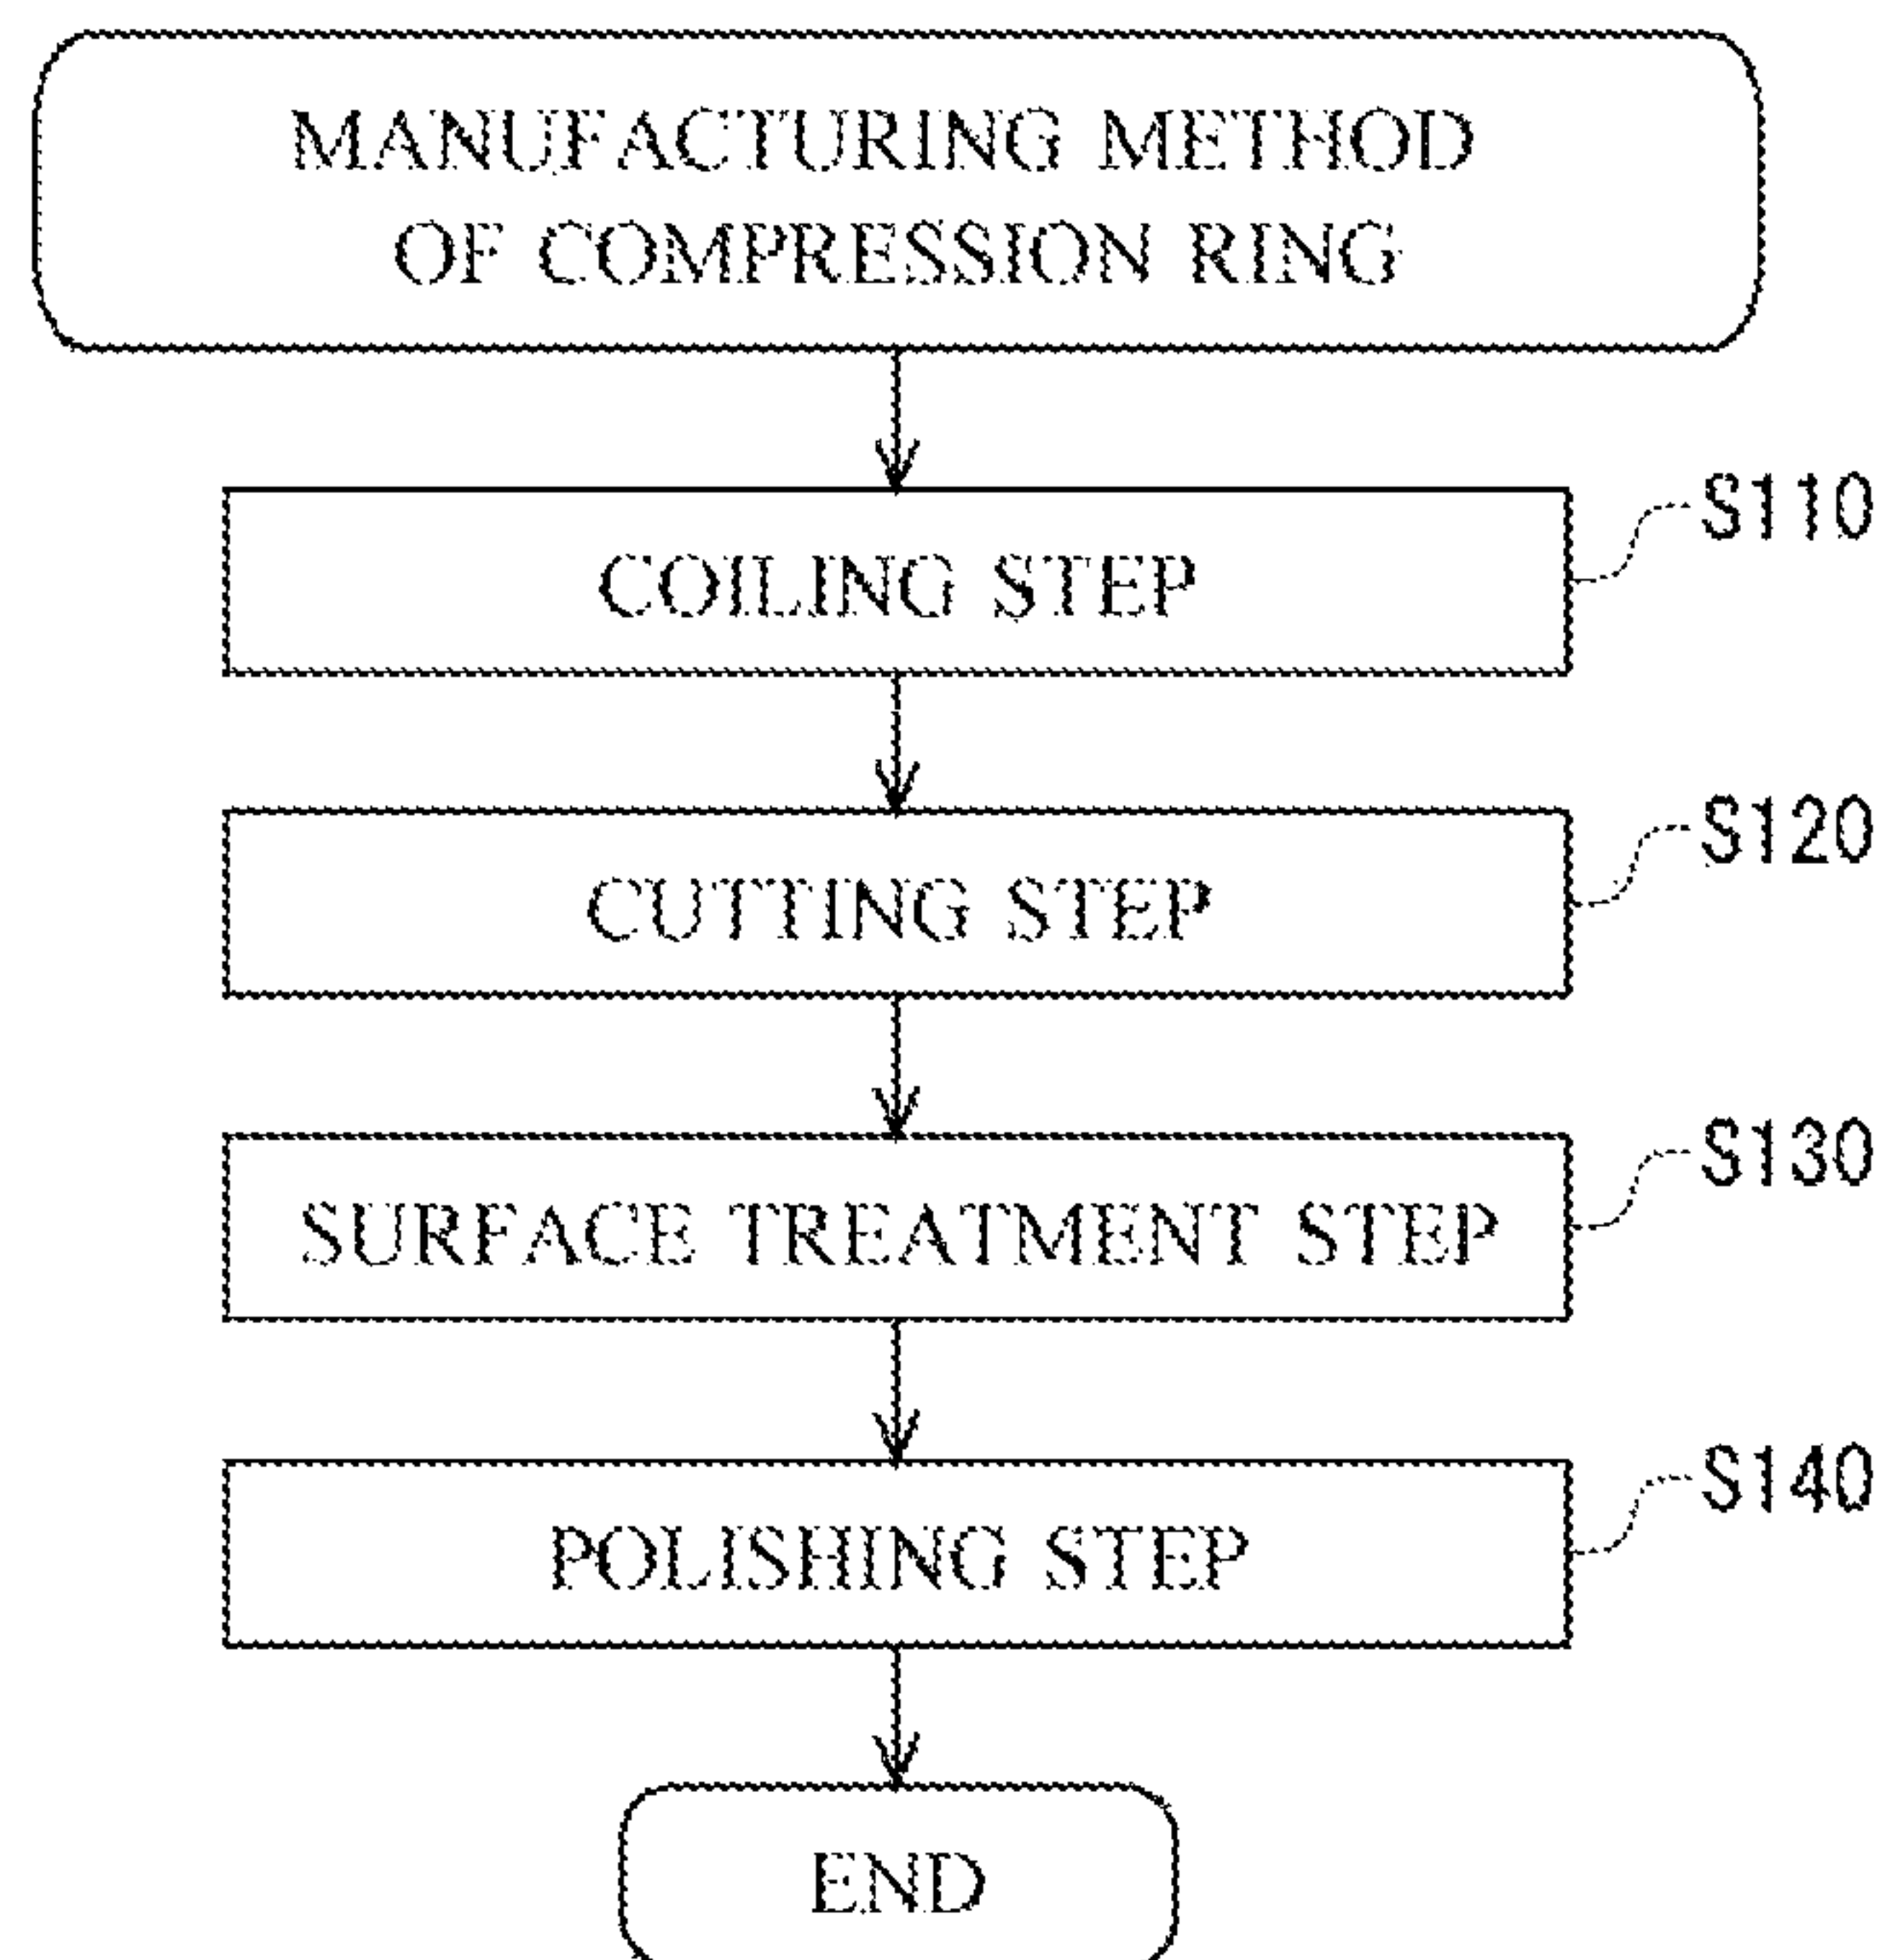 MANUFACTURING METHOD
OF COMPRESSION RING
S110
COILING STEP
S120
CUTTING STEP
S130
SURFACE TREATMENT STEP
S140
POLISHING STEP
END